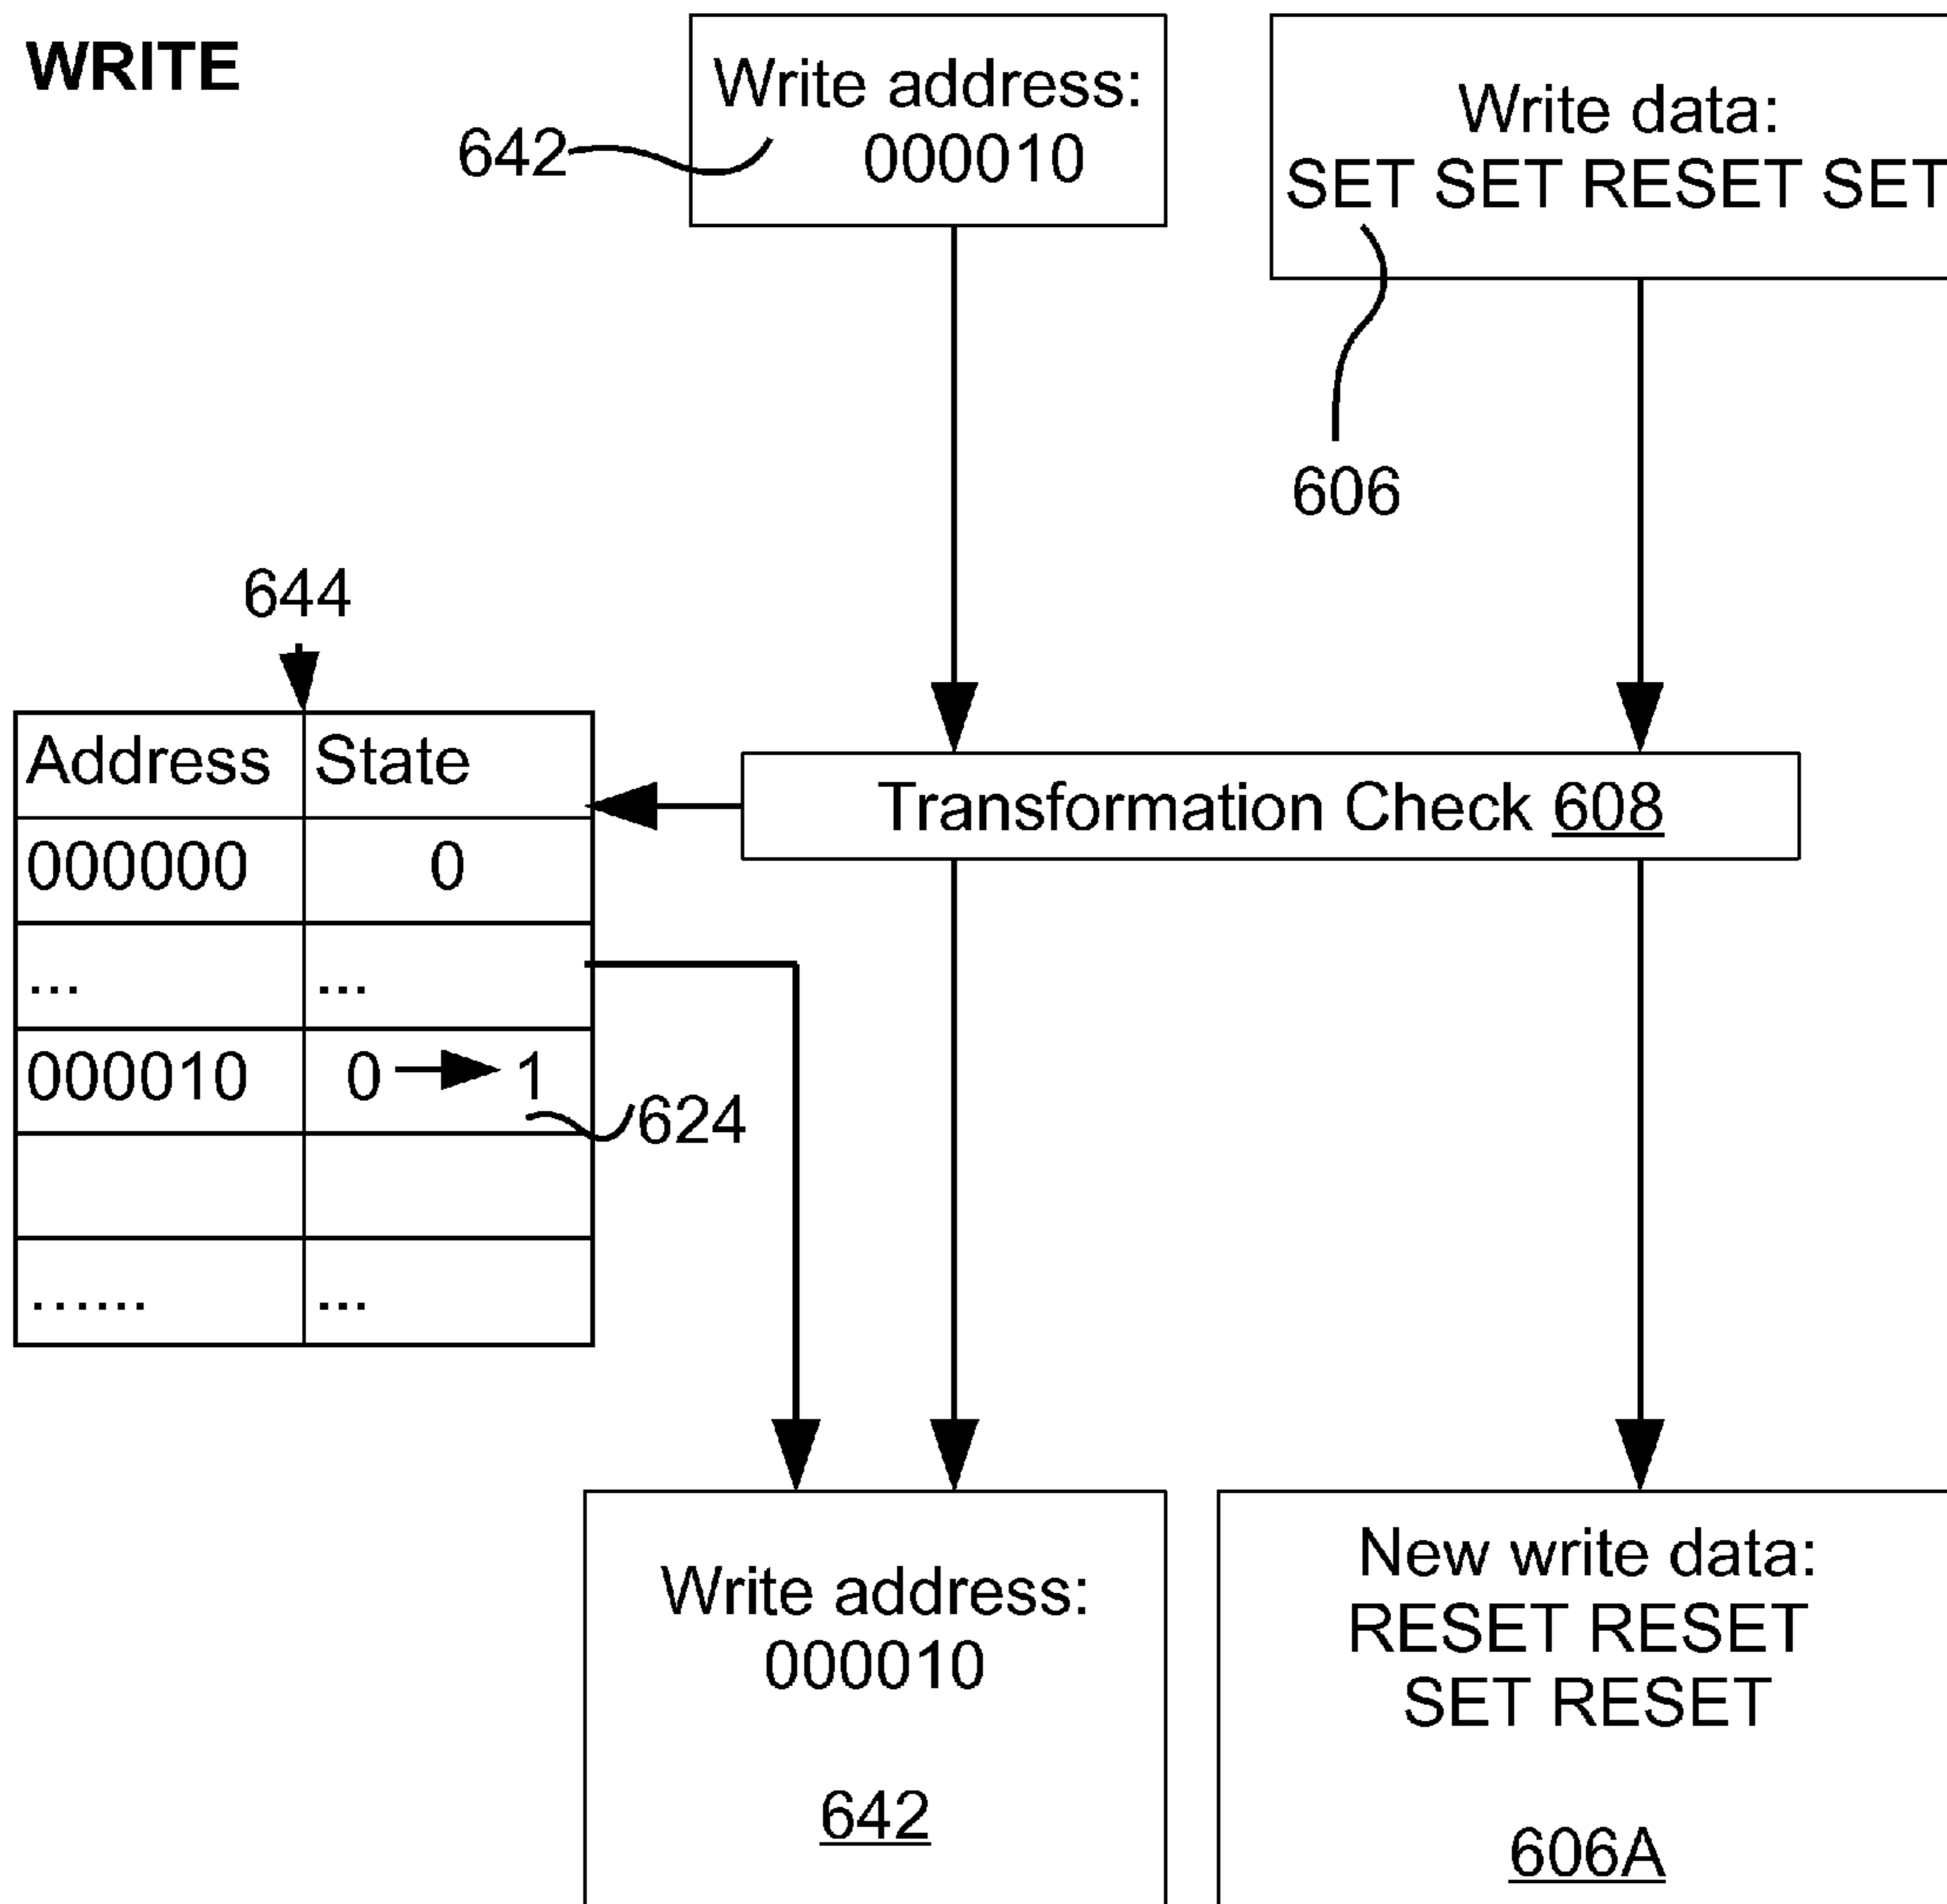 WRITE
Write address:
000010
642
Write data:
SET SET RESET SET
606
644
Address State
000000 0
... ...
000010 0 1
624
...... ...
Transformation Check 608
Write address:
000010
642
New write data:
RESET RESET
SET RESET
606A